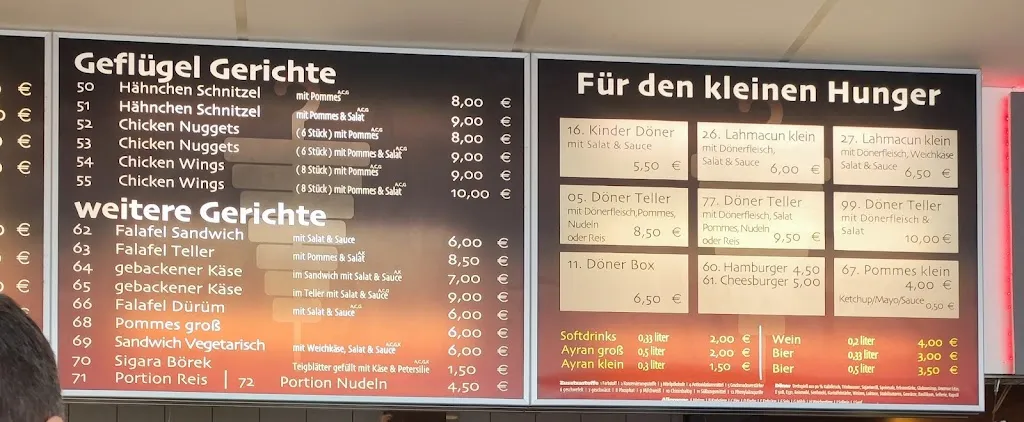 Geflügel Gerichte
50 Hähnchen Schnitzel mit Pommes A,C,G 8,00 €
51 Hähnchen Schnitzel mit Pommes & Salat A,C,G 9,00 €
52 Chicken Nuggets (6 Stück) mit Pommes A,C,G 8,00 €
53 Chicken Nuggets (6 Stück) mit Pommes & Salat A,C,G 9,00 €
54 Chicken Wings (8 Stück) mit Pommes A,C,G 9,00 €
55 Chicken Wings (8 Stück) mit Pommes & Salat A,C,G 10,00 €
weitere Gerichte
62 Falafel Sandwich mit Salat & Sauce A,C,G 6,00 €
63 Falafel Teller mit Pommes & Salat A,C,G 8,50 €
64 gebackener Käse im Sandwich mit Salat & Sauce 7,00 €
65 gebackener Käse im Teller mit Salat & Sauce A,C,G 9,00 €
66 Falafel Dürüm mit Salat & Sauce A,C,G 6,00 €
68 Pommes groß 6,00 €
69 Sandwich Vegetarisch mit Weichkäse, Salat & Sauce A,C,G 6,00 €
70 Sigara Börek Teigblätter gefüllt mit Käse & Petersilie 1,50 €
71 Portion Reis | 72 Portion Nudeln 4,50 €
Für den kleinen Hunger
16. Kinder Döner
mit Salat & Sauce
5,50 €
26. Lahmacun klein
mit Dönerfleisch,
Salat & Sauce
6,00 €
27. Lahmacun klein
mit Dönerfleisch, Weichkäse
Salat & Sauce
6,50 €
05. Döner Teller
mit Dönerfleisch,Pommes,
Nudeln
oder Reis 8,50 €
77. Döner Teller
mit Dönerfleisch, Salat
Pommes, Nudeln
oder Reis 9,50 €
99. Döner Teller
mit Dönerfleisch &
Salat
10,00 €
11. Döner Box
6,50 €
60. Hamburger 4,50
61. Cheesburger 5,00
67. Pommes klein
4,00 €
Ketchup/Mayo/Sauce 0,50 €
Softdrinks 0,33 liter 2,00 €
Ayran groß 0,5 liter 2,00 €
Ayran klein 0,3 liter 1,50 €
Wein 0,2 liter 4,00 €
Bier 0,33 liter 3,00 €
Bier 0,5 liter 3,50 €